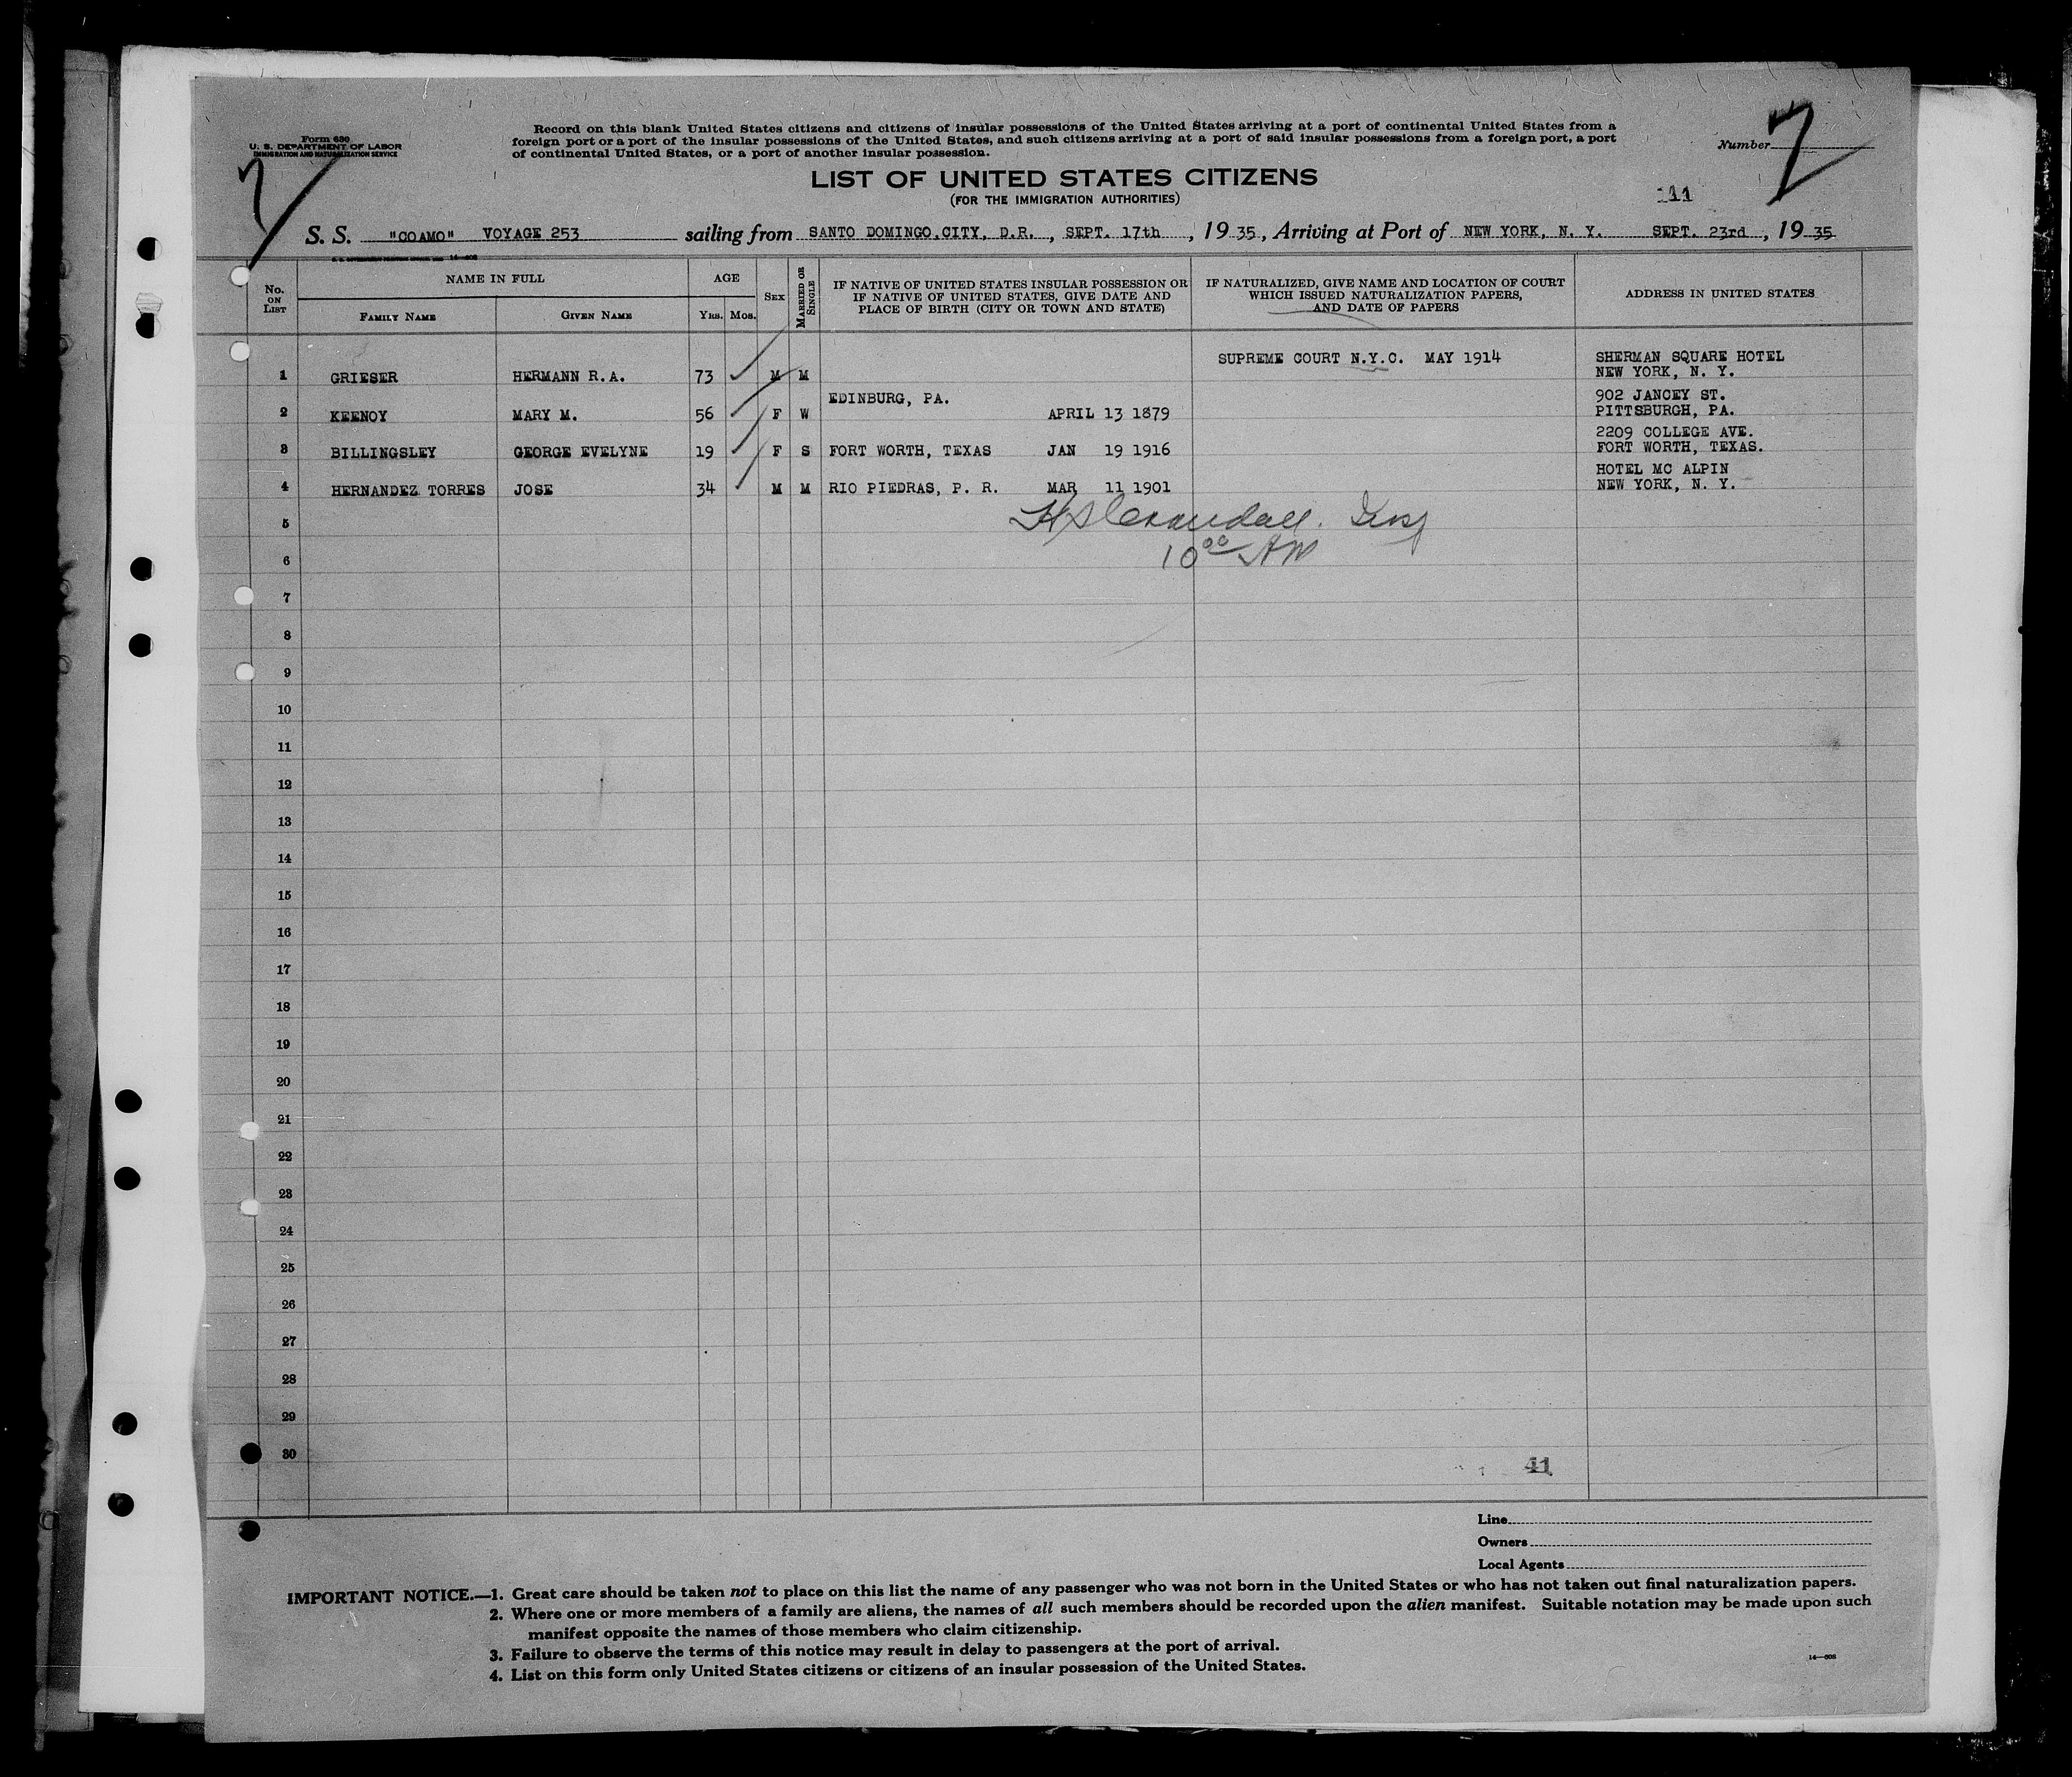 Form 630
U. S. DEPARTMENT OF LABOR
IMMIGRATION AND NATURALIZATION SERVICE
Record on this blank United States citizens and citizens of insular possessions of the United States arriving at a port of continental United States from a
foreign port or a port of the insular possessions of the United States, and such citizens arriving at a port of said insular possessions from a foreign port, a port
of continental United States, or a port of another insular possession.
Number 7
7
LIST OF UNITED STATES CITIZENS
(FOR THE IMMIGRATION AUTHORITIES)
11
S. S. "COAMO" VOYAGE 253 sailing from SANTO DOMINGO,CITY, D.R. , SEPT. 17th , 19 35 , Arriving at Port of NEW YORK, N. Y. SEPT. 23rd , 19 35
No. ON LIST
NAME IN FULL
FAMILY NAME
GIVEN NAME
AGE
YRS. MOS.
SEX
MARRIED OR SINGLE
IF NATIVE OF UNITED STATES INSULAR POSSESSION OR
IF NATIVE OF UNITED STATES, GIVE DATE AND
PLACE OF BIRTH (CITY OR TOWN AND STATE)
IF NATURALIZED, GIVE NAME AND LOCATION OF COURT
WHICH ISSUED NATURALIZATION PAPERS,
AND DATE OF PAPERS
ADDRESS IN UNITED STATES
1 GRIESER HERMANN R.A. 73 M M SUPREME COURT N.Y.C. MAY 1914 SHERMAN SQUARE HOTEL
NEW YORK, N. Y.
2 KEENOY MARY M. 56 F W EDINBURG, PA. APRIL 13 1879 902 JANCEY ST.
PITTSBURGH, PA.
3 BILLINGSLEY GEORGE EVELYNE 19 F S FORT WORTH, TEXAS JAN 19 1916 2209 COLLEGE AVE.
FORT WORTH, TEXAS.
4 HERNANDEZ TORRES JOSE 34 M M RIO PIEDRAS, P. R. MAR 11 1901 HOTEL MC ALPIN
NEW YORK, N. Y.
5
6 10 00 AM
7
8
9
10
11
12
13
14
15
16
17
18
19
20
21
22
23
24
25
26
27
28
29
30
41
Line
Owners
Local Agents
IMPORTANT NOTICE.—1. Great care should be taken not to place on this list the name of any passenger who was not born in the United States or who has not taken out final naturalization papers.
2. Where one or more members of a family are aliens, the names of all such members should be recorded upon the alien manifest. Suitable notation may be made upon such
manifest opposite the names of those members who claim citizenship.
3. Failure to observe the terms of this notice may result in delay to passengers at the port of arrival.
4. List on this form only United States citizens or citizens of an insular possession of the United States.
14—608